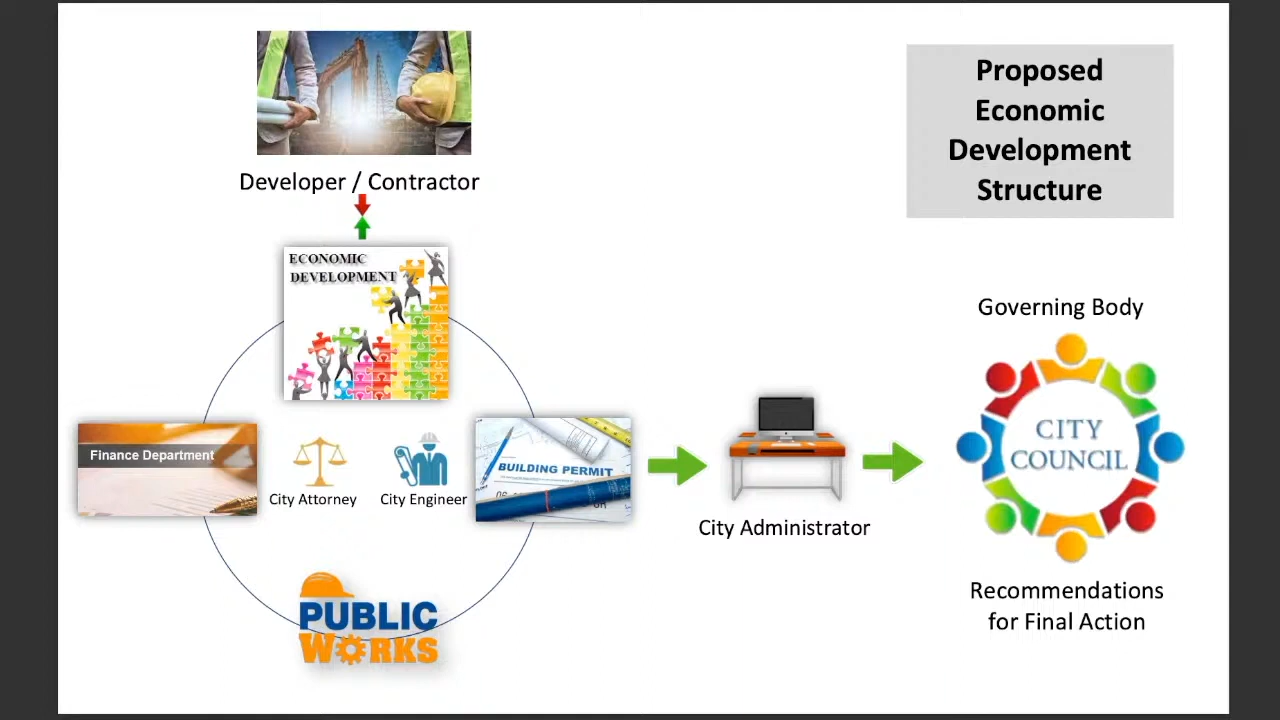 Proposed
Economic
Development
Structure
Developer / Contractor
ECONOMIC
DEVELOPMENT
Finance Department
City Attorney
City Engineer
BUILDING PERMIT
on
PUBLIC
WORKS
City Administrator
Governing Body
CITY
COUNCIL
Recommendations
for Final Action